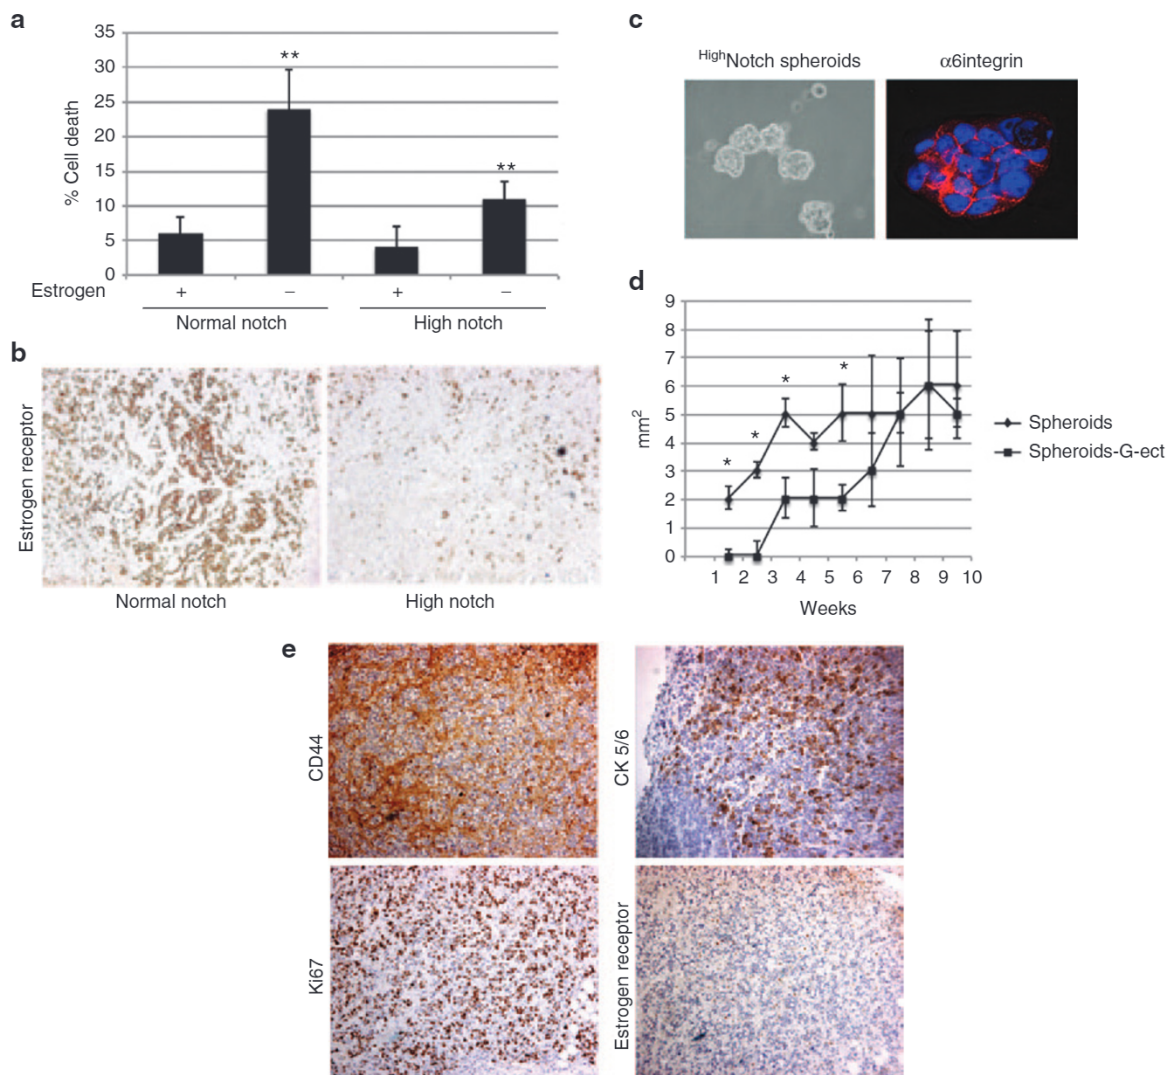 a
35
30
25
20
15
10
5
0
% Cell death
**
**
Estrogen
+
−
+
−
Normal notch
High notch
b
Estrogen receptor
Normal notch
High notch
c
HighNotch spheroids
α6integrin
d
9
8
7
6
5
4
3
2
1
0
mm2
*
*
*
*
1 2 3 4 5 6 7 8 9 10
Weeks
Spheroids
Spheroids-G-ect
e
CD44
CK 5/6
Ki67
Estrogen receptor